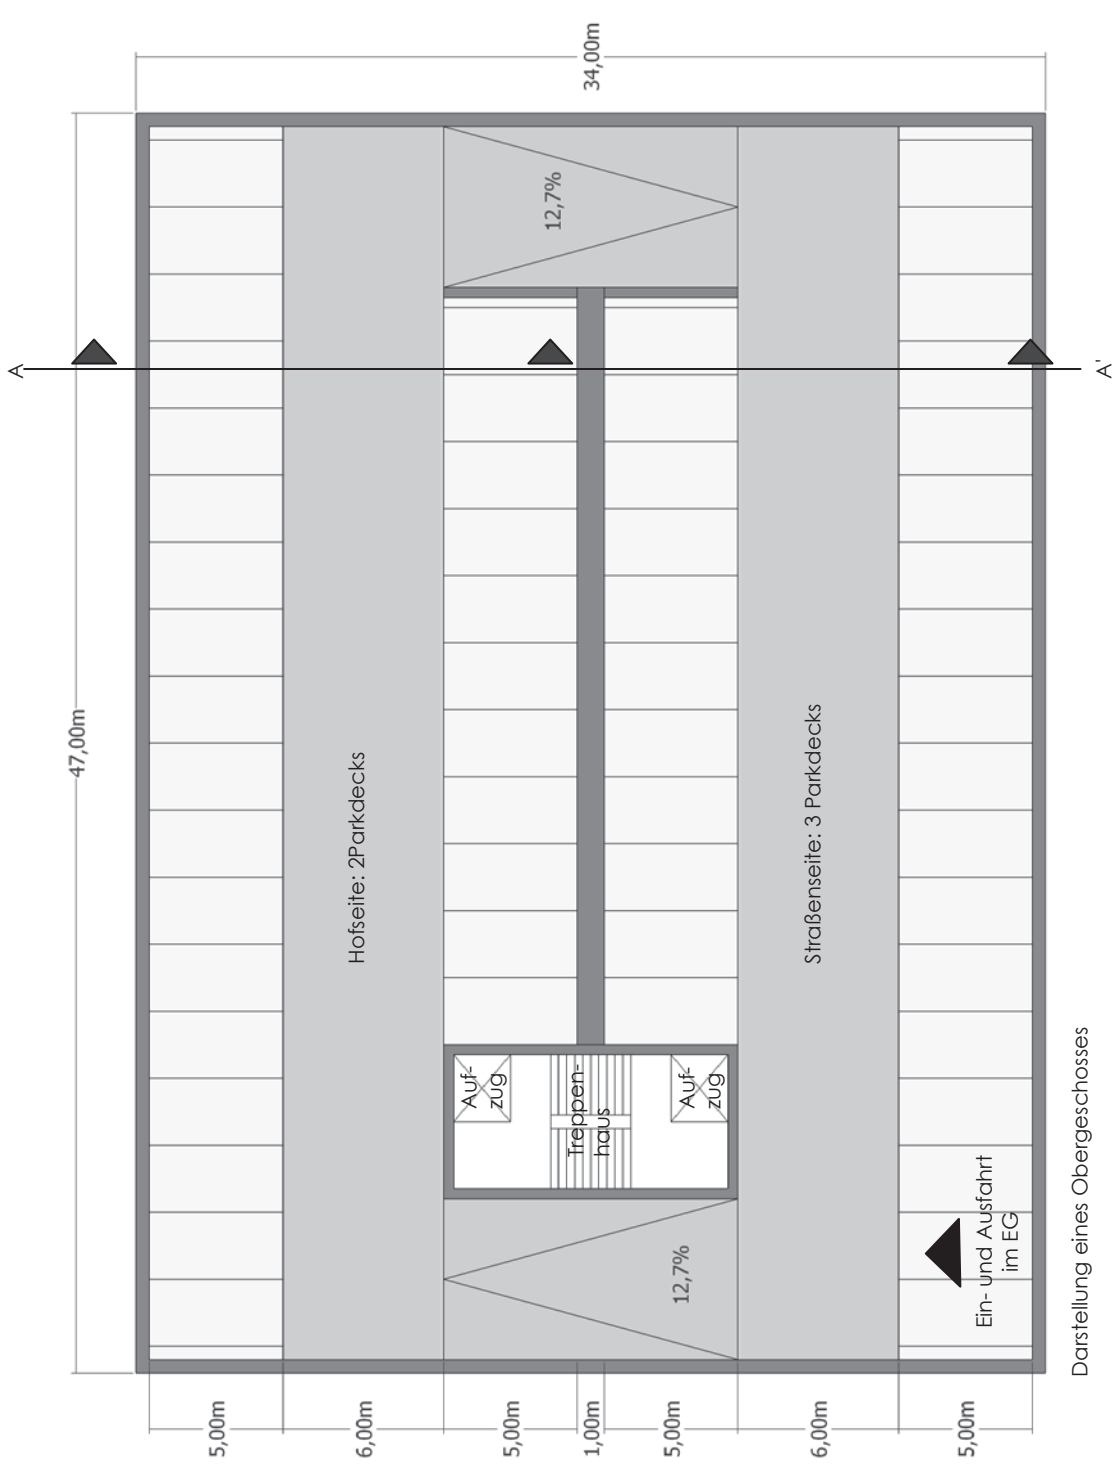 34,00m
47,00m
12,7%
A
A'
Hofseite: 2Parkdecks
Straßenseite: 3 Parkdecks
Auf-
zug
Treppen-
haus
Auf-
zug
12,7%
Ein- und Ausfahrt
im EG
5,00m
6,00m
5,00m
1,00m
5,00m
6,00m
5,00m
Darstellung eines Obergeschosses